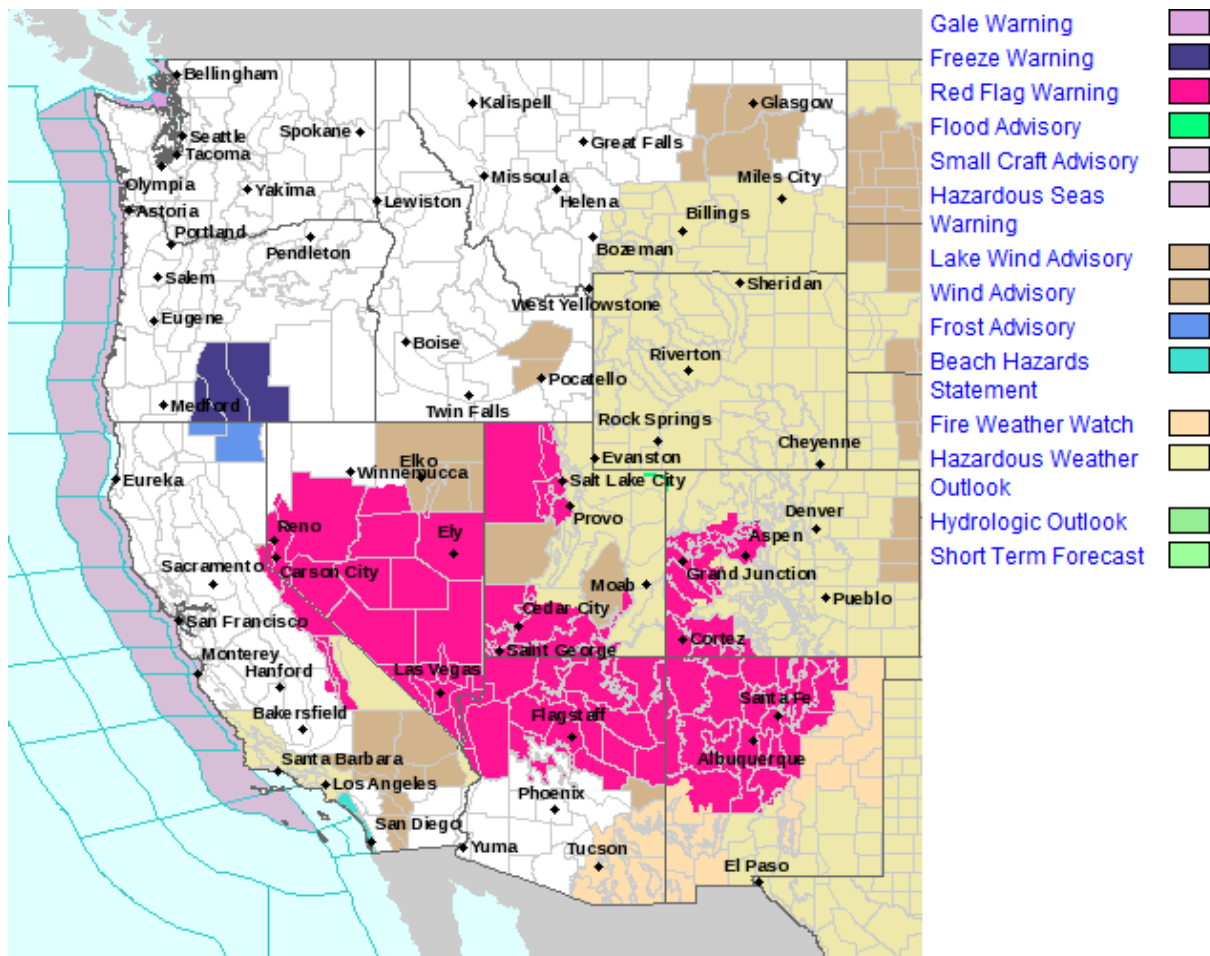 Bellingham
Seattle
Tacoma
Spokane
Olympia
Yakima
Astoria
Portland
Lewiston
Pendleton
Salem
Eugene
Medford
Kalispell
Great Falls
Glasgow
Missoula
Helena
Miles City
Billings
Bozeman
West Yellowstone
Sheridan
Boise
Pocatello
Twin Falls
Riverton
Rock Springs
Evanston
Cheyenne
Eureka
Winnemucca
Elko
Salt Lake City
Provo
Reno
Carson City
Ely
Sacramento
San Francisco
Monterey
Hanford
Bakersfield
Las Vegas
Denver
Aspen
Grand Junction
Moab
Pueblo
Cedar City
Saint George
Cortez
Santa Barbara
Los Angeles
San Diego
Flagstaff
Santa Fe
Albuquerque
Phoenix
Yuma
Tucson
El Paso
Gale Warning
Freeze Warning
Red Flag Warning
Flood Advisory
Small Craft Advisory
Hazardous Seas
Warning
Lake Wind Advisory
Wind Advisory
Frost Advisory
Beach Hazards
Statement
Fire Weather Watch
Hazardous Weather
Outlook
Hydrologic Outlook
Short Term Forecast